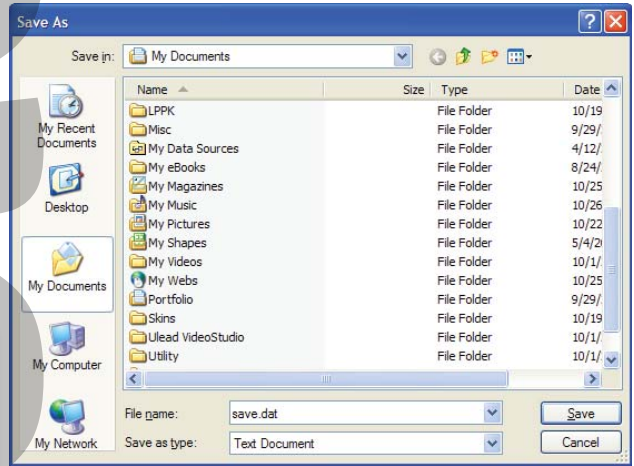 Save As
Save in: My Documents
Name Size Type Date
My Recent Documents
Desktop
My Documents
My Computer
My Network
LPPK File Folder 10/19
Misc File Folder 9/29/
My Data Sources File Folder 4/12/
My eBooks File Folder 8/24/
My Magazines File Folder 10/25
My Music File Folder 10/26
My Pictures File Folder 10/22
My Shapes File Folder 5/4/2
My Videos File Folder 10/1/
My Webs File Folder 10/25
Portfolio File Folder 9/29/
Skins File Folder 10/19
Ulead VideoStudio File Folder 10/1/
Utility File Folder 10/1/
File name: save.dat Save
Save as type: Text Document Cancel